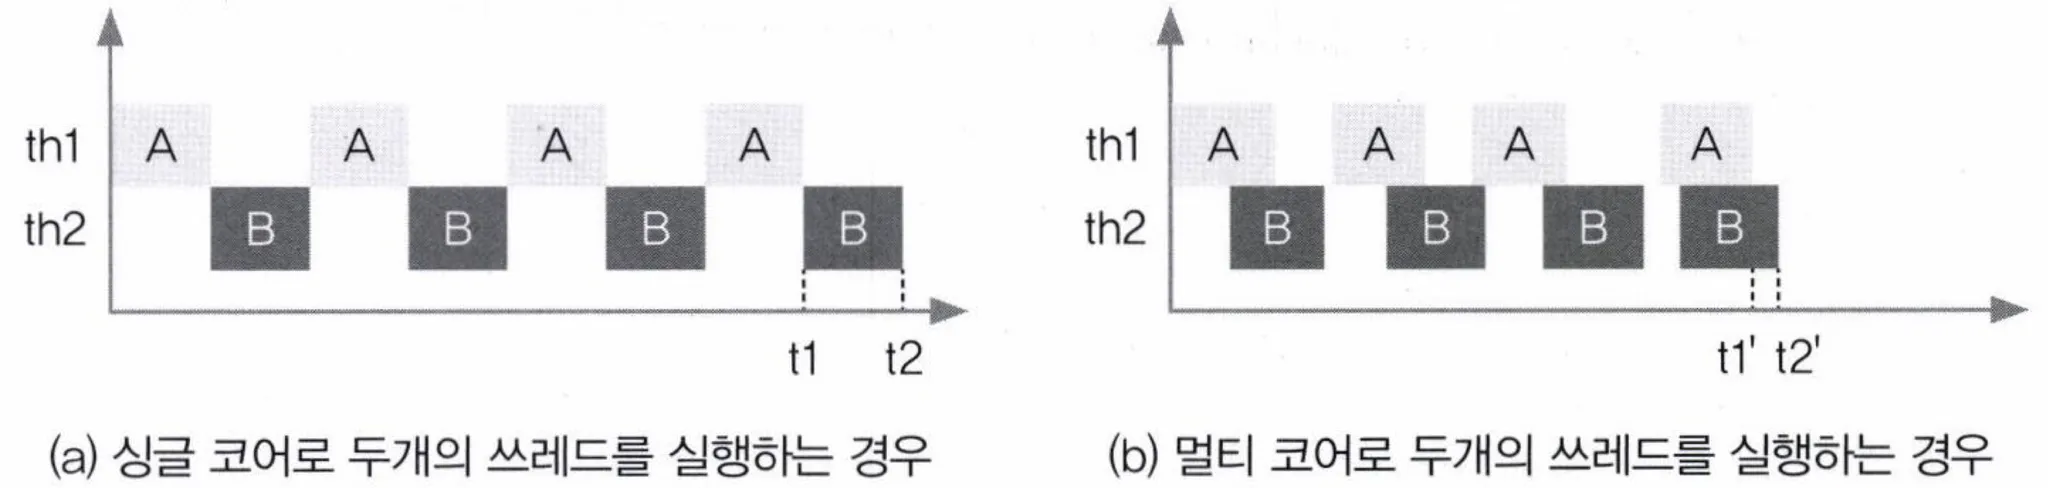 th1 A A A A
th2 B B B B
t1 t2
(a) 싱글 코어로 두개의 쓰레드를 실행하는 경우
th1 A A A A
th2 B B B B
t1' t2'
(b) 멀티 코어로 두개의 쓰레드를 실행하는 경우